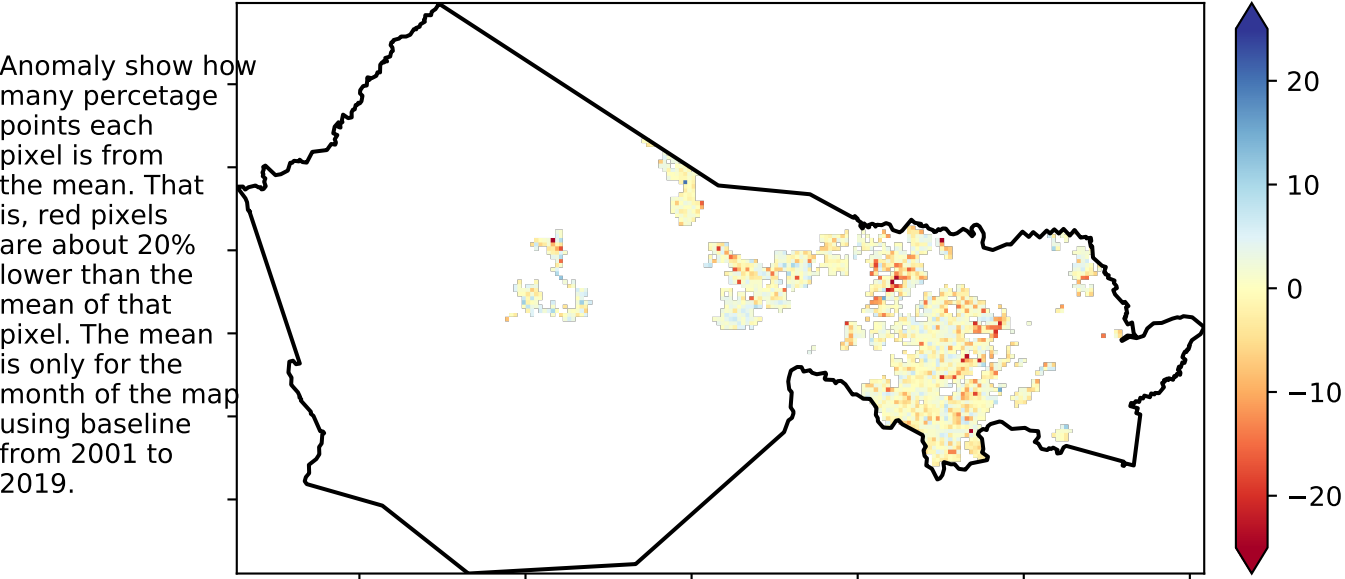 Anomaly show how
many percetage
points each
pixel is from
the mean. That
is, red pixels
are about 20%
lower than the
mean of that
pixel. The mean
is only for the
month of the map
using baseline
from 2001 to
2019.
20
10
0
−10
−20